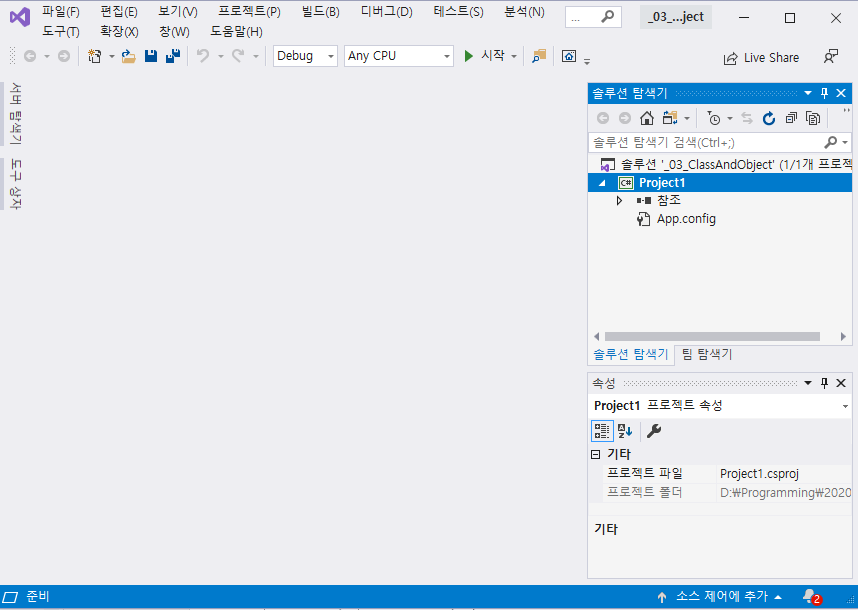 파일(F) 편집(E) 보기(V) 프로젝트(P) 빌드(B) 디버그(D) 테스트(S) 분석(N) ... _03_...ject
도구(T) 확장(X) 창(W) 도움말(H)
Debug Any CPU 시작 Live Share
서버 탐색기
도구 상자
솔루션 탐색기
솔루션 탐색기 검색(Ctrl+;)
솔루션 '_03_ClassAndObject' (1/1개 프로젝
C# Project1
참조
App.config
솔루션 탐색기 팀 탐색기
속성
Project1 프로젝트 속성
기타
프로젝트 파일 Project1.csproj
프로젝트 폴더 D:₩Programming₩2020
기타
준비 소스 제어에 추가 2